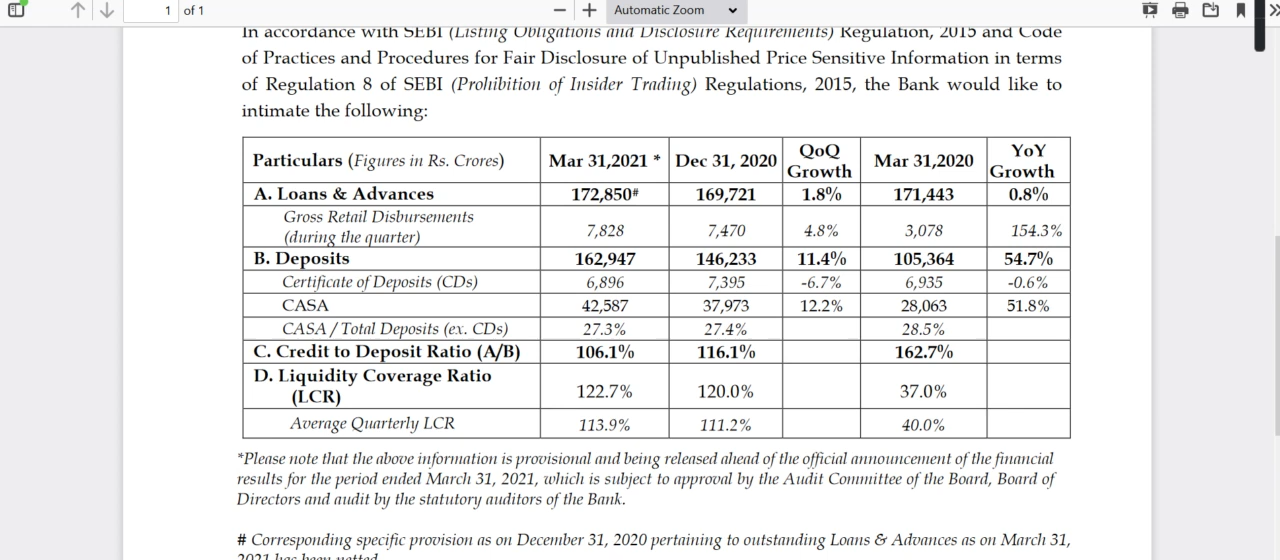 1 of 1
Automatic Zoom
In accordance with SEBI (Listing Obligations and Disclosure Requirements) Regulation, 2015 and Code
of Practices and Procedures for Fair Disclosure of Unpublished Price Sensitive Information in terms
of Regulation 8 of SEBI (Prohibition of Insider Trading) Regulations, 2015, the Bank would like to
intimate the following:
Particulars (Figures in Rs. Crores) Mar 31,2021 * Dec 31, 2020 QoQ Growth Mar 31,2020 YoY Growth
A. Loans & Advances 172,850# 169,721 1.8% 171,443 0.8%
Gross Retail Disbursements
(during the quarter) 7,828 7,470 4.8% 3,078 154.3%
B. Deposits 162,947 146,233 11.4% 105,364 54.7%
Certificate of Deposits (CDs) 6,896 7,395 -6.7% 6,935 -0.6%
CASA 42,587 37,973 12.2% 28,063 51.8%
CASA / Total Deposits (ex. CDs) 27.3% 27.4% 28.5%
C. Credit to Deposit Ratio (A/B) 106.1% 116.1% 162.7%
D. Liquidity Coverage Ratio
(LCR) 122.7% 120.0% 37.0%
Average Quarterly LCR 113.9% 111.2% 40.0%
*Please note that the above information is provisional and being released ahead of the official announcement of the financial
results for the period ended March 31, 2021, which is subject to approval by the Audit Committee of the Board, Board of
Directors and audit by the statutory auditors of the Bank.
# Corresponding specific provision as on December 31, 2020 pertaining to outstanding Loans & Advances as on March 31,
2021 has been netted